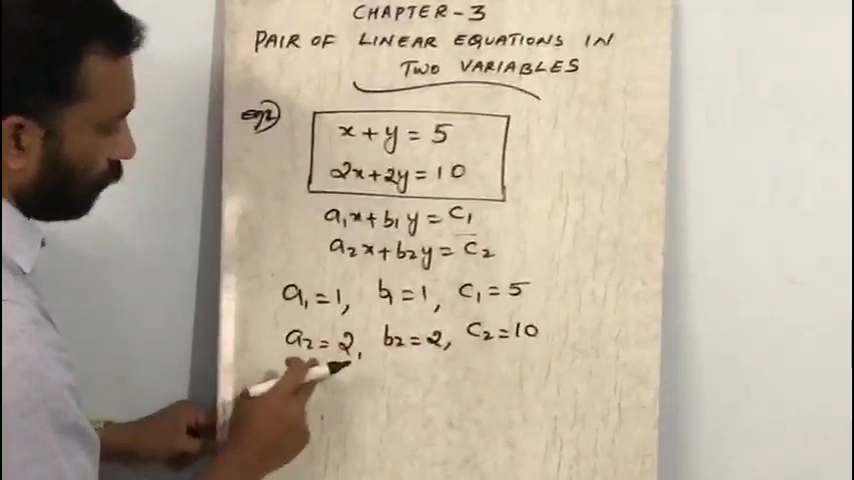 CHAPTER-3
PAIR OF LINEAR EQUATIONS IN
TWO VARIABLES
x+y=5
2x+2y=10
a₁x+b₁y=c₁
a₂x+b₂y=c₂
a₁=1, b₁=1, c₁=5
a₂=2, b₂=2, c₂=10